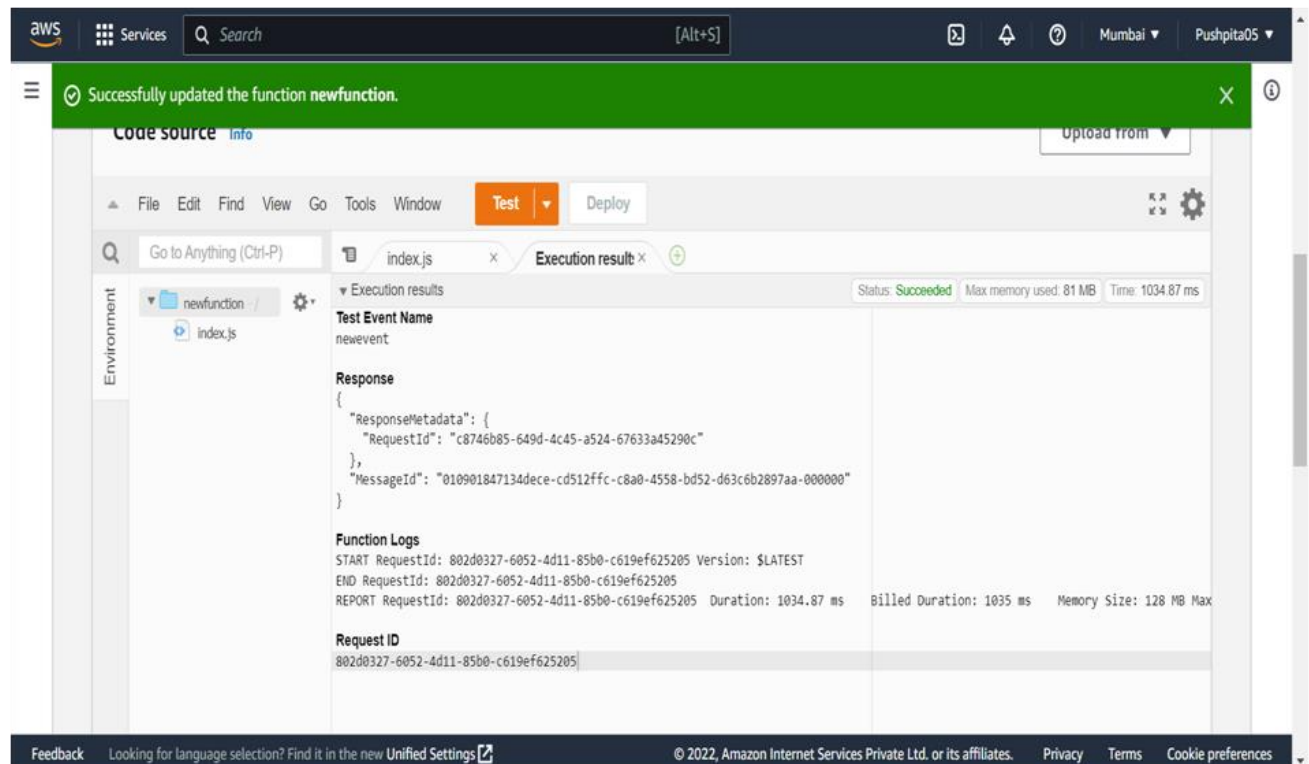 aws Services Search [Alt+S] Mumbai ▼ Pushpita05 ▼
Successfully updated the function newfunction. X
Code source Info Upload from ▼
File Edit Find View Go Tools Window Test Deploy
Go to Anything (Ctrl-P) index.js × Execution result ×
Environment
newfunction /
index.js
▼ Execution results Status: Succeeded Max memory used: 81 MB Time: 1034.87 ms
Test Event Name
newevent
Response
{
"ResponseMetadata": {
"RequestId": "c8746b85-649d-4c45-a524-67633a45290c"
},
"MessageId": "010901847134dece-cd512ffc-c8a0-4558-bd52-d63c6b2897aa-000000"
}
Function Logs
START RequestId: 802d0327-6052-4d11-85b0-c619ef625205 Version: $LATEST
END RequestId: 802d0327-6052-4d11-85b0-c619ef625205
REPORT RequestId: 802d0327-6052-4d11-85b0-c619ef625205 Duration: 1034.87 ms Billed Duration: 1035 ms Memory Size: 128 MB Max
Request ID
802d0327-6052-4d11-85b0-c619ef625205
Feedback Looking for language selection? Find it in the new Unified Settings © 2022, Amazon Internet Services Private Ltd. or its affiliates. Privacy Terms Cookie preferences